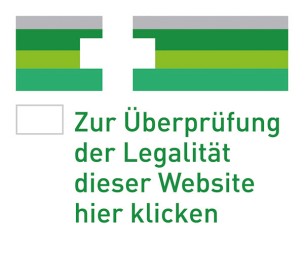 Zur Überprüfung
der Legalität
dieser Website
hier klicken